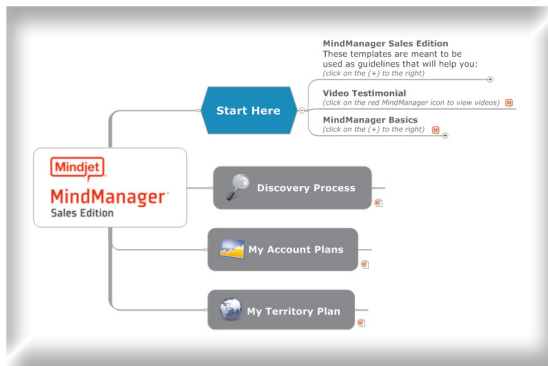 MindManager Sales Edition
These templates are meant to be
used as guidelines that will help you:
(click on the (+) to the right)
Video Testimonial
(click on the red MindManager icon to view videos)
MindManager Basics
(click on the (+) to the right)
Start Here
Mindjet
MindManager
Sales Edition
Discovery Process
My Account Plans
My Territory Plan